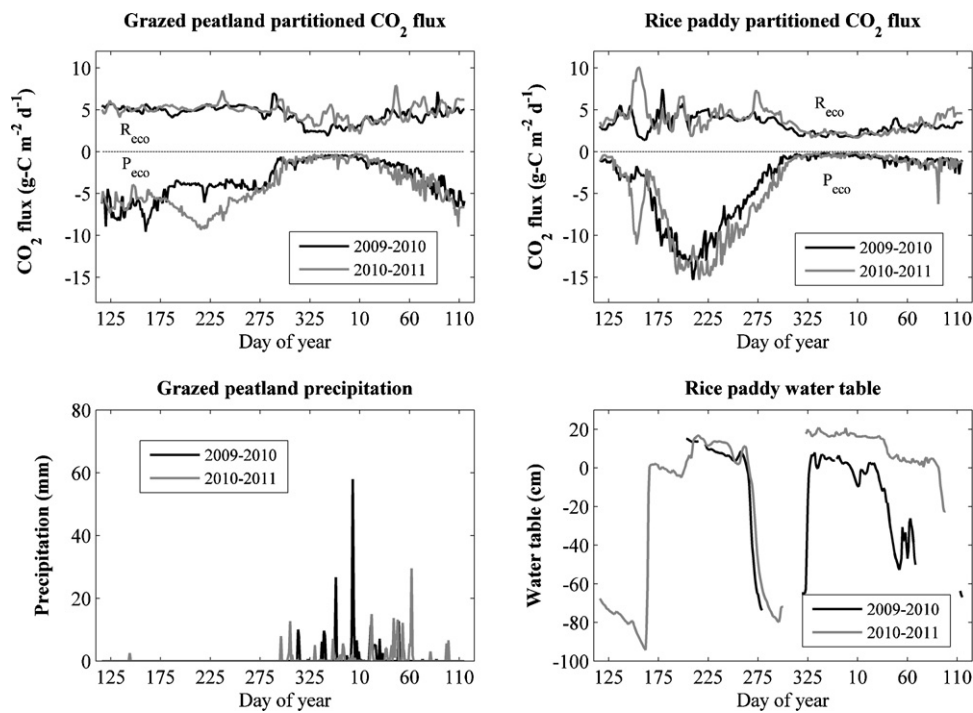 Grazed peatland partitioned CO2 flux
CO2 flux (g-C m-2 d-1)
10
5
0
-5
-10
-15
Reco
Peco
2009-2010
2010-2011
125 175 225 275 325 10 60 110
Day of year
Rice paddy partitioned CO2 flux
CO2 flux (g-C m-2 d-1)
10
5
0
-5
-10
-15
Reco
Peco
2009-2010
2010-2011
125 175 225 275 325 10 60 110
Day of year
Grazed peatland precipitation
Precipitation (mm)
80
60
40
20
0
2009-2010
2010-2011
125 175 225 275 325 10 60 110
Day of year
Rice paddy water table
Water table (cm)
20
0
-20
-40
-60
-80
-100
2009-2010
2010-2011
125 175 225 275 325 10 60 110
Day of year